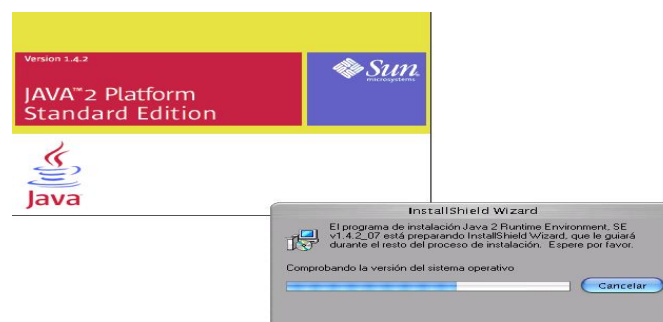 Version 1.4.2
JAVA™2 Platform
Standard Edition
Sun
microsystems
Java
InstallShield Wizard
El programa de instalación Java 2 Runtime Environment, SE
v1.4.2_07 está preparando InstallShield Wizard, que le guiará
durante el resto del proceso de instalación. Espere por favor.
Comprobando la versión del sistema operativo
Cancelar